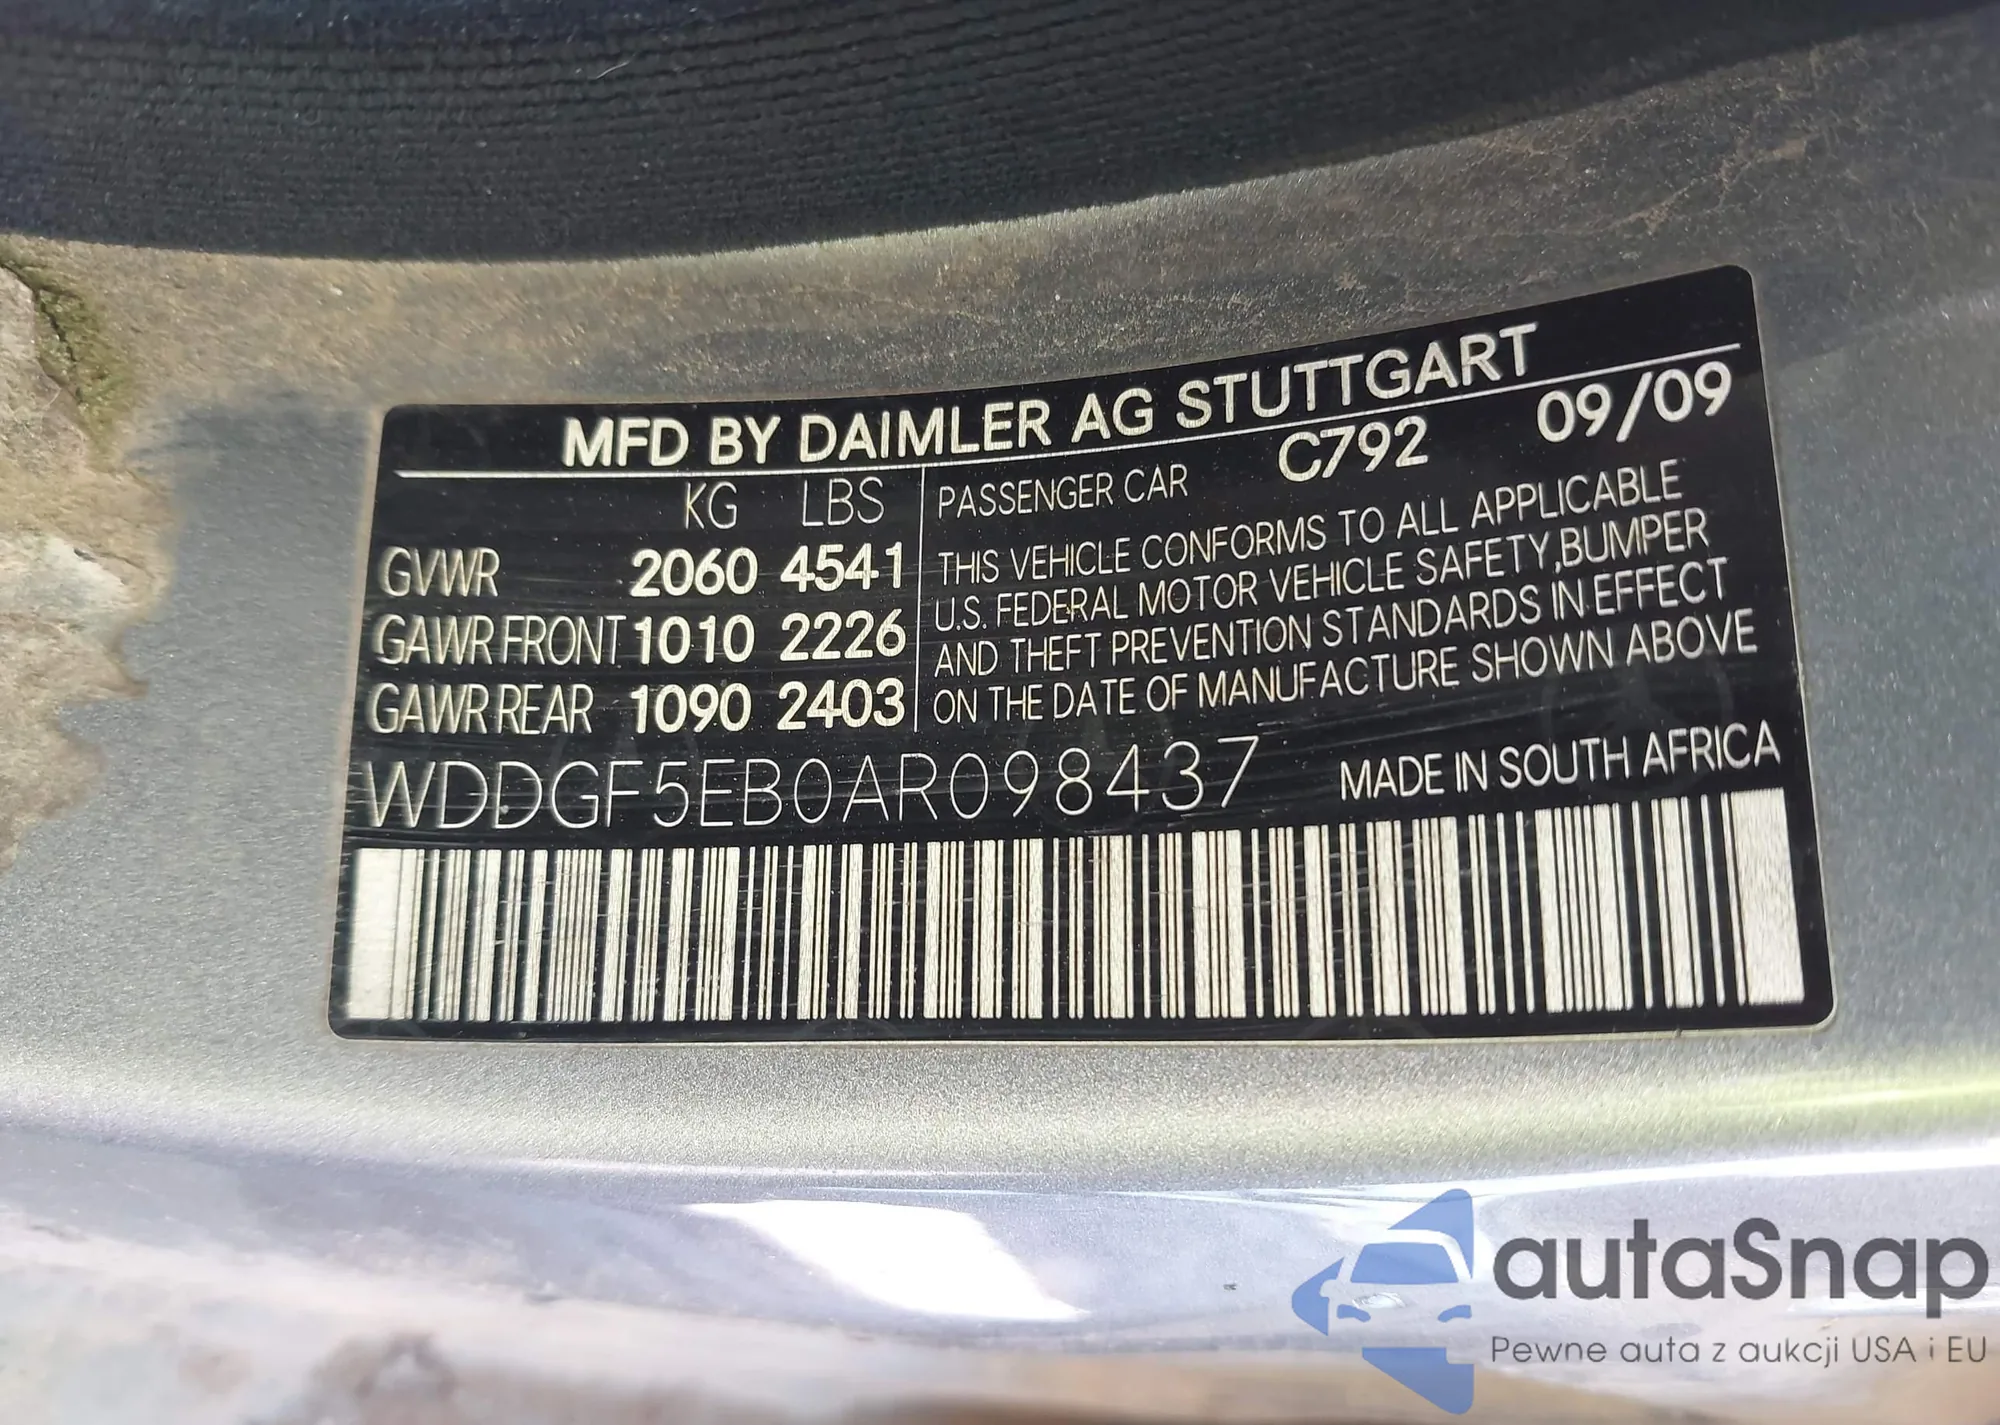 MFD BY DAIMLER AG STUTTGART
KG LBS
GVWR 2060 4541
GAWR FRONT 1010 2226
GAWR REAR 1090 2403
PASSENGER CAR C792 09/09
THIS VEHICLE CONFORMS TO ALL APPLICABLE
U.S. FEDERAL MOTOR VEHICLE SAFETY,BUMPER
AND THEFT PREVENTION STANDARDS IN EFFECT
ON THE DATE OF MANUFACTURE SHOWN ABOVE
WDDGF5EB0AR098437 MADE IN SOUTH AFRICA
autaSnap
Pewne auta z aukcji USA i EU